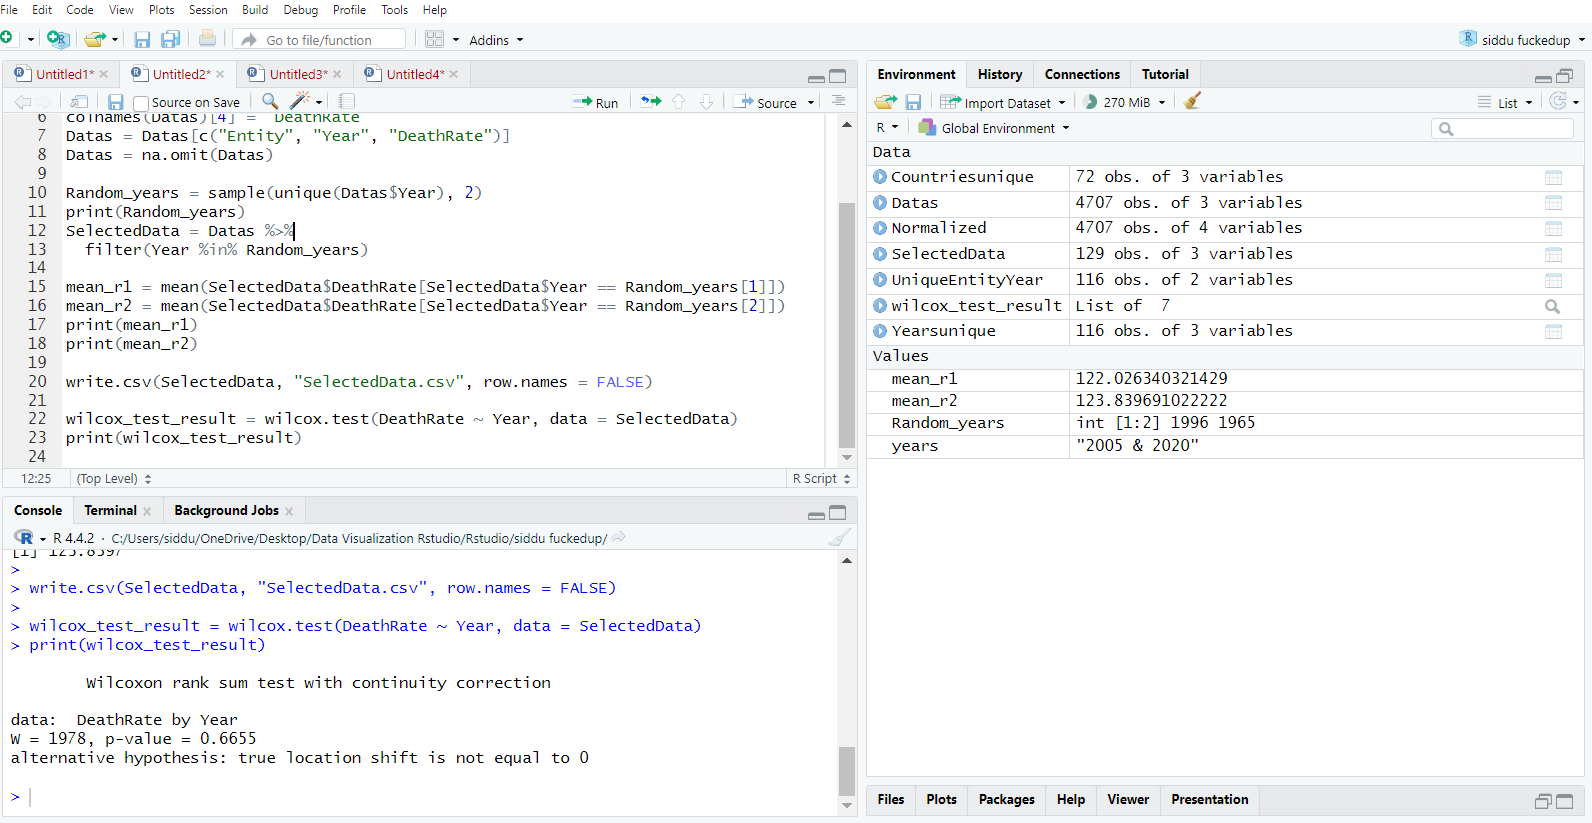 File Edit Code View Plots Session Build Debug Profile Tools Help
Go to file/function Addins siddu fuckedup
Untitled1* Untitled2* Untitled3* Untitled4*
Source on Save Run Source
6 colnames(Datas)[4] = "DeathRate"
7 Datas = Datas[c("Entity", "Year", "DeathRate")]
8 Datas = na.omit(Datas)
9
10 Random_years = sample(unique(Datas$Year), 2)
11 print(Random_years)
12 SelectedData = Datas %>%
13 filter(Year %in% Random_years)
14
15 mean_r1 = mean(SelectedData$DeathRate[SelectedData$Year == Random_years[1]])
16 mean_r2 = mean(SelectedData$DeathRate[SelectedData$Year == Random_years[2]])
17 print(mean_r1)
18 print(mean_r2)
19
20 write.csv(SelectedData, "SelectedData.csv", row.names = FALSE)
21
22 wilcox_test_result = wilcox.test(DeathRate ~ Year, data = SelectedData)
23 print(wilcox_test_result)
24
12:25 (Top Level) R Script
Console Terminal Background Jobs
R 4.4.2 · C:/Users/siddu/OneDrive/Desktop/Data Visualization Rstudio/Rstudio/siddu fuckedup/
[1] 123.8397
>
> write.csv(SelectedData, "SelectedData.csv", row.names = FALSE)
>
> wilcox_test_result = wilcox.test(DeathRate ~ Year, data = SelectedData)
> print(wilcox_test_result)
Wilcoxon rank sum test with continuity correction
data: DeathRate by Year
W = 1978, p-value = 0.6655
alternative hypothesis: true location shift is not equal to 0
>
Environment History Connections Tutorial
Import Dataset 270 MiB List
R Global Environment
Data
Countriesunique 72 obs. of 3 variables
Datas 4707 obs. of 3 variables
Normalized 4707 obs. of 4 variables
SelectedData 129 obs. of 3 variables
UniqueEntityYear 116 obs. of 2 variables
wilcox_test_result List of 7
Yearsunique 116 obs. of 3 variables
Values
mean_r1 122.026340321429
mean_r2 123.839691022222
Random_years int [1:2] 1996 1965
years "2005 & 2020"
Files Plots Packages Help Viewer Presentation